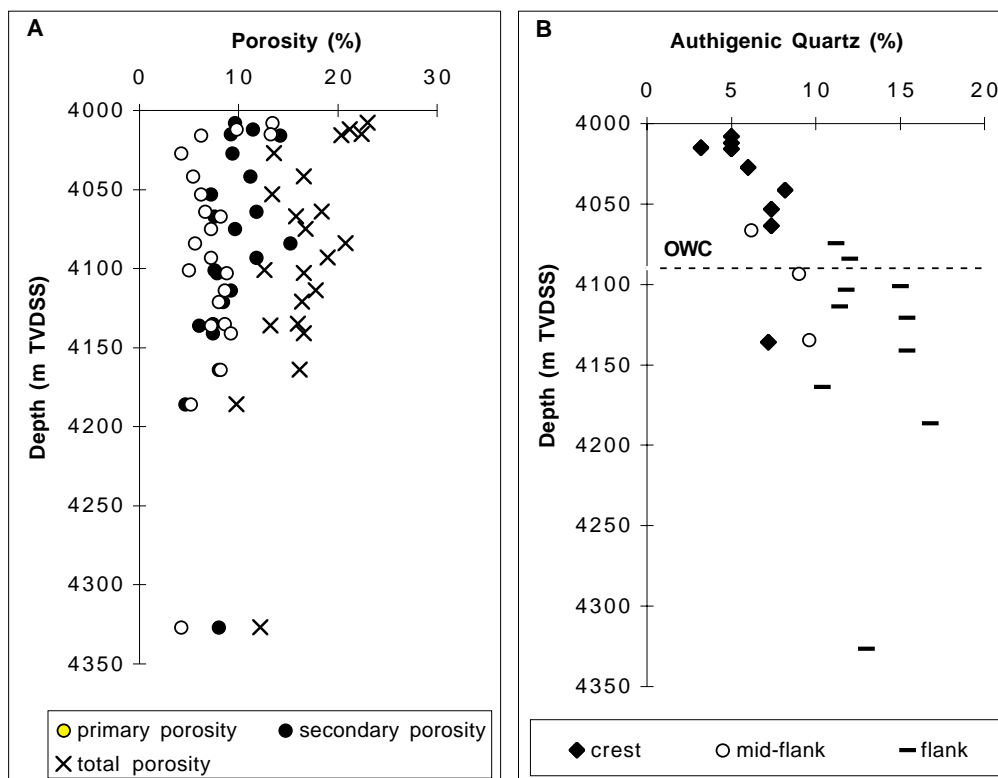 A
Porosity (%)
0 10 20 30
4000
4050
4100
4150
4200
4250
4300
4350
Depth (m TVDSS)
primary porosity
secondary porosity
total porosity
B
Authigenic Quartz (%)
0 5 10 15 20
4000
4050
4100
4150
4200
4250
4300
4350
Depth (m TVDSS)
OWC
crest
mid-flank
flank